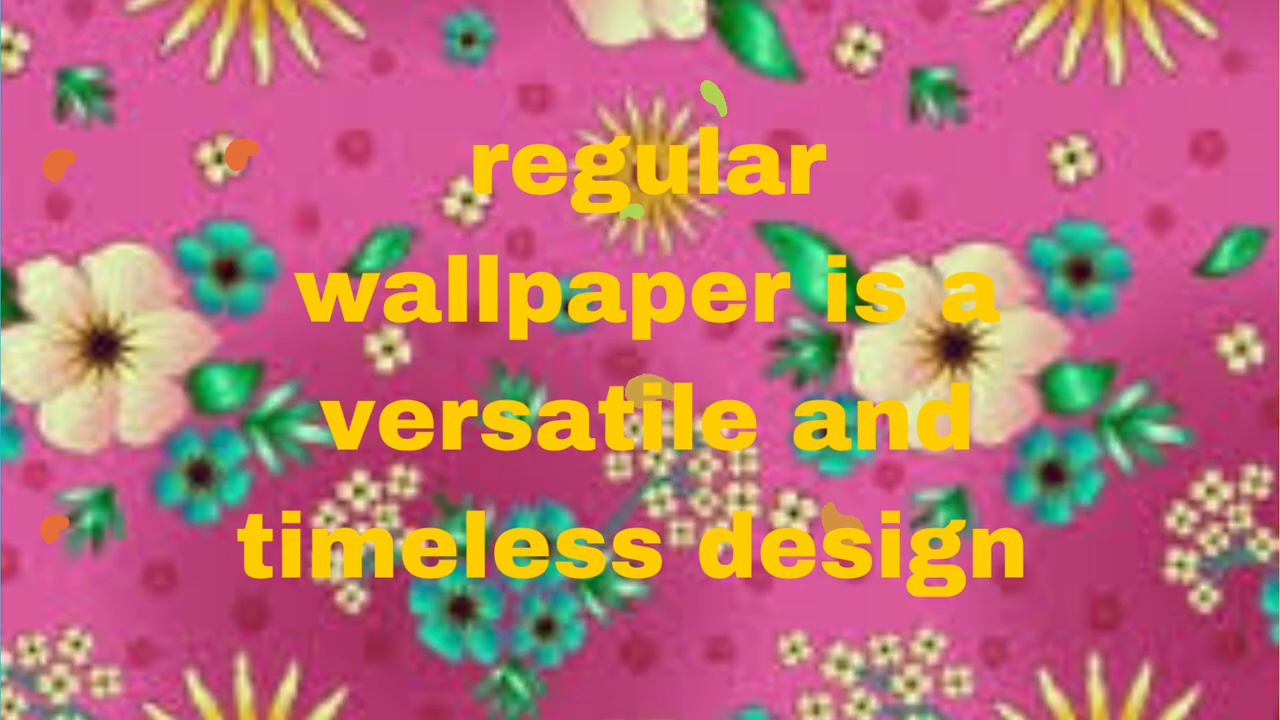 regular
wallpaper is a
versatile and
timeless design